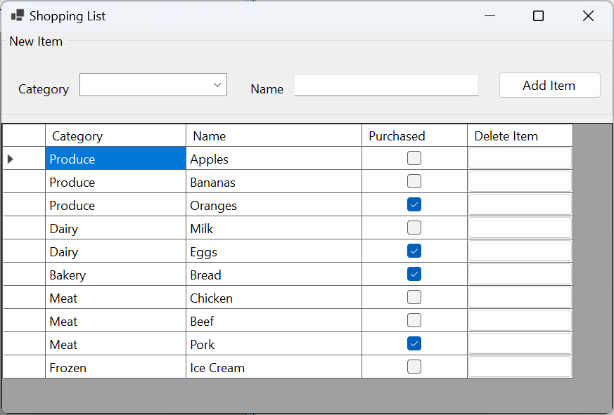 Shopping List
New Item
Category Name Add Item
Category Name Purchased Delete Item
Produce Apples
Produce Bananas
Produce Oranges
Dairy Milk
Dairy Eggs
Bakery Bread
Meat Chicken
Meat Beef
Meat Pork
Frozen Ice Cream